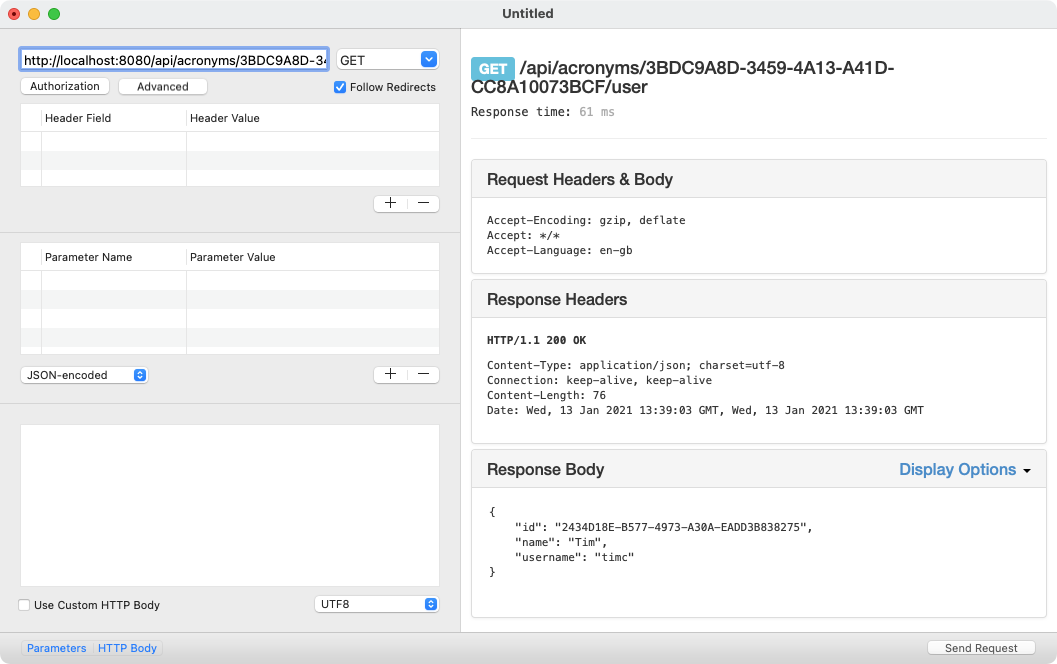 Untitled
http://localhost:8080/api/acronyms/3BDC9A8D-34
GET
Authorization
Advanced
Follow Redirects
Header Field Header Value
Parameter Name Parameter Value
JSON-encoded
Use Custom HTTP Body
UTF8
Parameters HTTP Body
GET /api/acronyms/3BDC9A8D-3459-4A13-A41D-
CC8A10073BCF/user
Response time: 61 ms
Request Headers & Body
Accept-Encoding: gzip, deflate
Accept: */*
Accept-Language: en-gb
Response Headers
HTTP/1.1 200 OK
Content-Type: application/json; charset=utf-8
Connection: keep-alive, keep-alive
Content-Length: 76
Date: Wed, 13 Jan 2021 13:39:03 GMT, Wed, 13 Jan 2021 13:39:03 GMT
Response Body
Display Options
{
"id": "2434D18E-B577-4973-A30A-EADD3B838275",
"name": "Tim",
"username": "timc"
}
Send Request